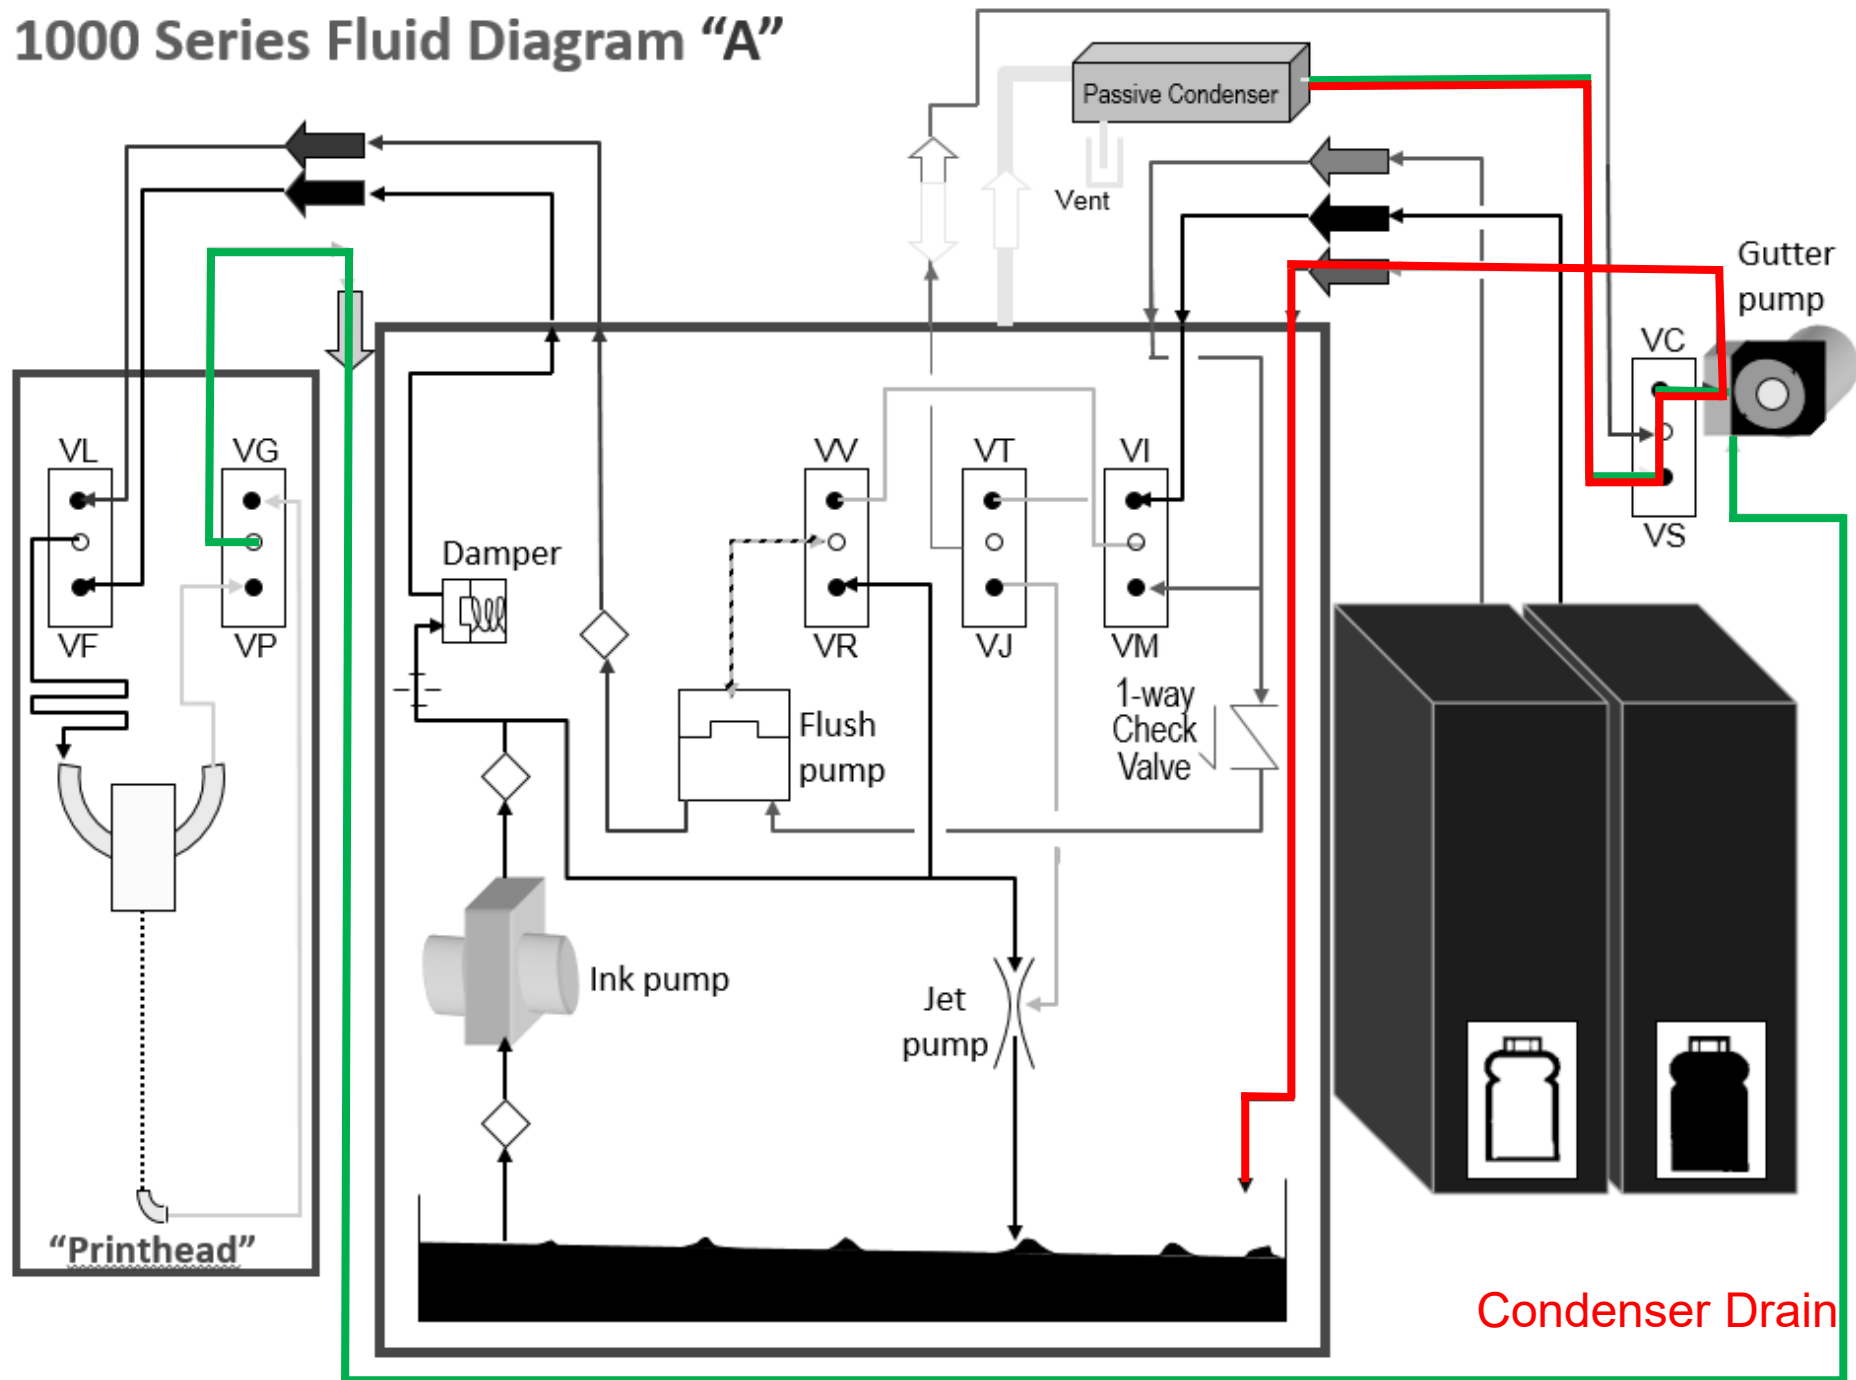 1000 Series Fluid Diagram “A”
Passive Condenser
Vent
Gutter
pump
VC
VS
VL
VG
VV
VT
VI
VF
VP
VR
VJ
VM
Damper
Flush
pump
1-way
Check
Valve
Ink pump
Jet
pump
“Printhead”
Condenser Drain